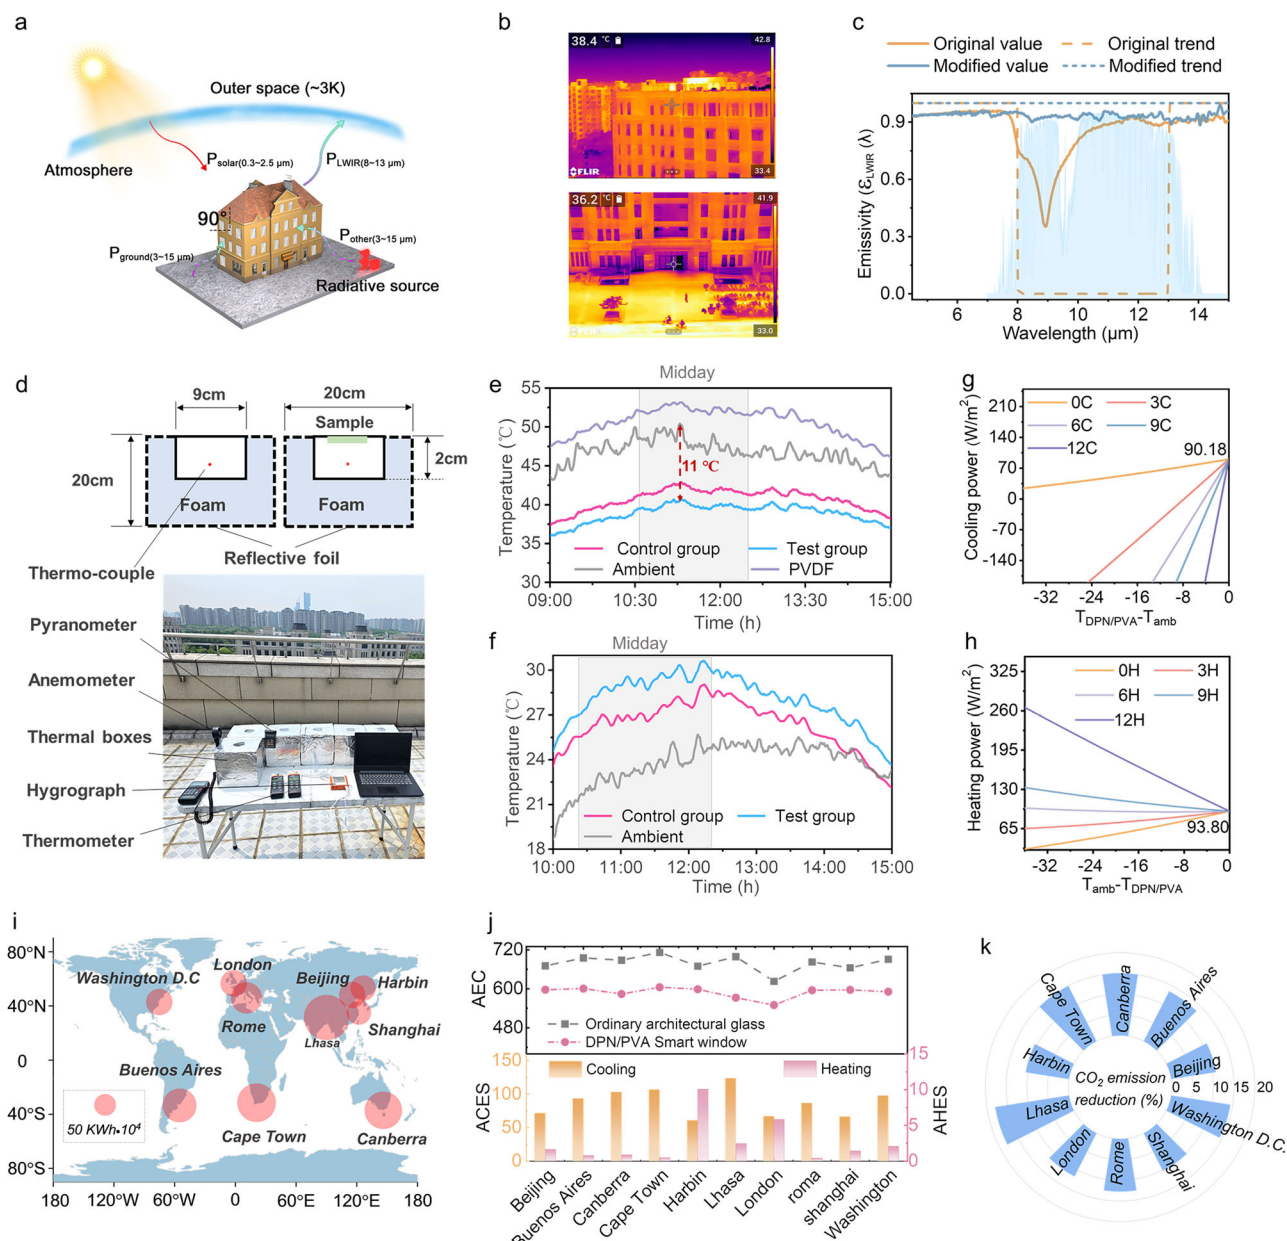 a
Outer space (~3K)
Atmosphere
P solar(0.3~2.5 μm)
P LWIR(8~13 μm)
90°
P ground(3~15 μm)
P other(3~15 μm)
Radiative source
b
38.4 °C
42.8
FLIR
33.4
36.2 °C
41.9
33.0
c
Original value
Original trend
Modified value
Modified trend
Emissivity (ε LWIR (λ)
0.9
0.6
0.3
0.0
6 8 10 12 14
Wavelength (μm)
d
9cm
20cm
Sample
20cm
2cm
Foam
Foam
Reflective foil
Thermo-couple
Pyranometer
Anemometer
Thermal boxes
Hygrograph
Thermometer
e
Midday
Temperature (℃)
55
50
45
40
35
30
11 ℃
Control group
Test group
Ambient
PVDF
09:00 10:30 12:00 13:30 15:00
Time (h)
f
Midday
Temperature (℃)
30
27
24
21
18
Control group
Test group
Ambient
10:00 11:00 12:00 13:00 14:00 15:00
Time (h)
g
Cooling power (W/m²)
210
140
70
0
-70
-140
0C
3C
6C
9C
12C
90.18
-32 -24 -16 -8 0
T DPN/PVA-T amb
h
Heating power (W/m²)
325
260
195
130
65
0H
3H
6H
9H
12H
93.80
-32 -24 -16 -8 0
T amb-T DPN/PVA
i
80°N
40°N
0
40°S
80°S
Washington D.C
London
Beijing
Harbin
Rome
Lhasa
Shanghai
Buenos Aires
50 KWh•10⁴
Cape Town
Canberra
180 120°W 60°W 0 60°E 120°E 180
j
AEC
720
600
480
Ordinary architectural glass
DPN/PVA Smart window
ACES
150
100
50
0
Cooling
Heating
15
10
5
0
AHES
Beijing
Buenos Aires
Canberra
Cape Town
Harbin
Lhasa
London
roma
shanghai
Washington
k
Cape Town
Canberra
Buenos Aires
Harbin
Beijing
CO₂ emission
reduction (%)
0 5 10 15 20
Lhasa
Washington D.C.
London
Rome
Shanghai